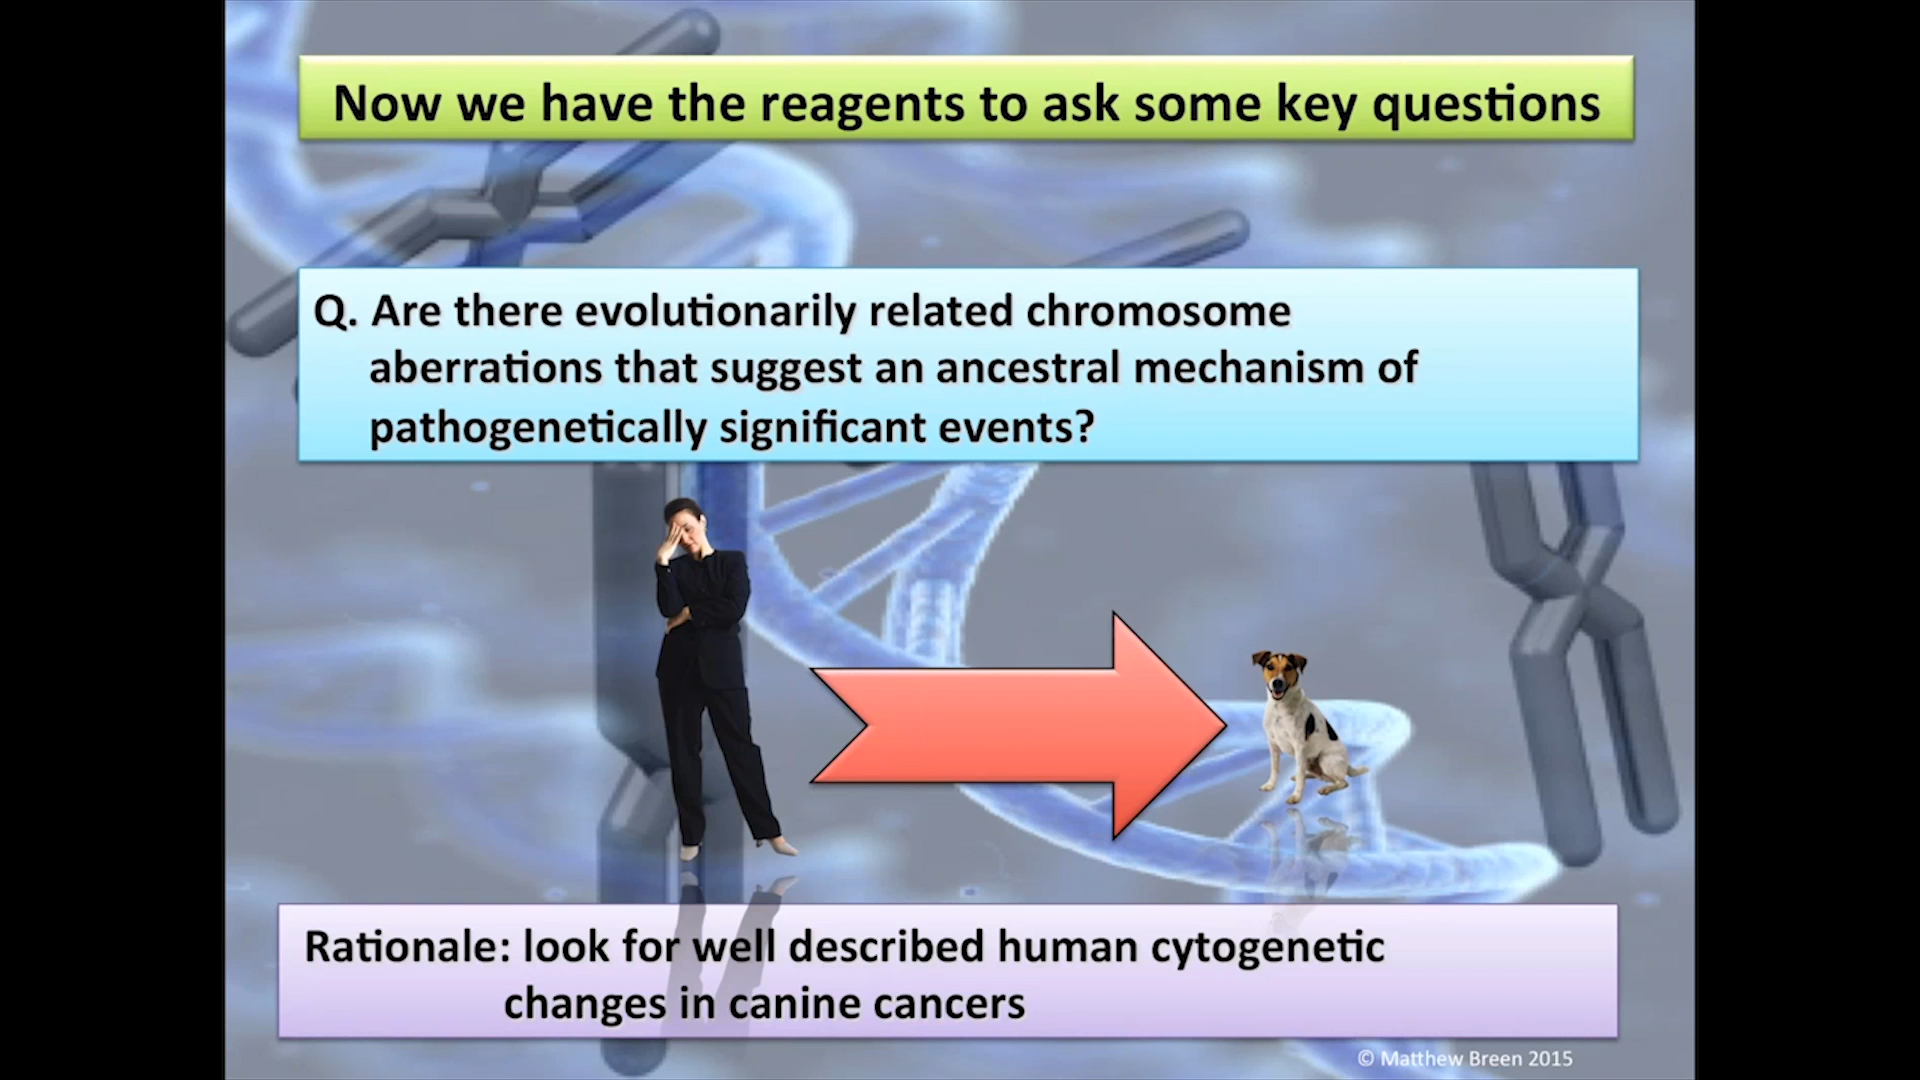 Now we have the reagents to ask some key questions
Q. Are there evolutionarily related chromosome
aberrations that suggest an ancestral mechanism of
pathogenetically significant events?
Rationale: look for well described human cytogenetic
changes in canine cancers
© Matthew Breen 2015